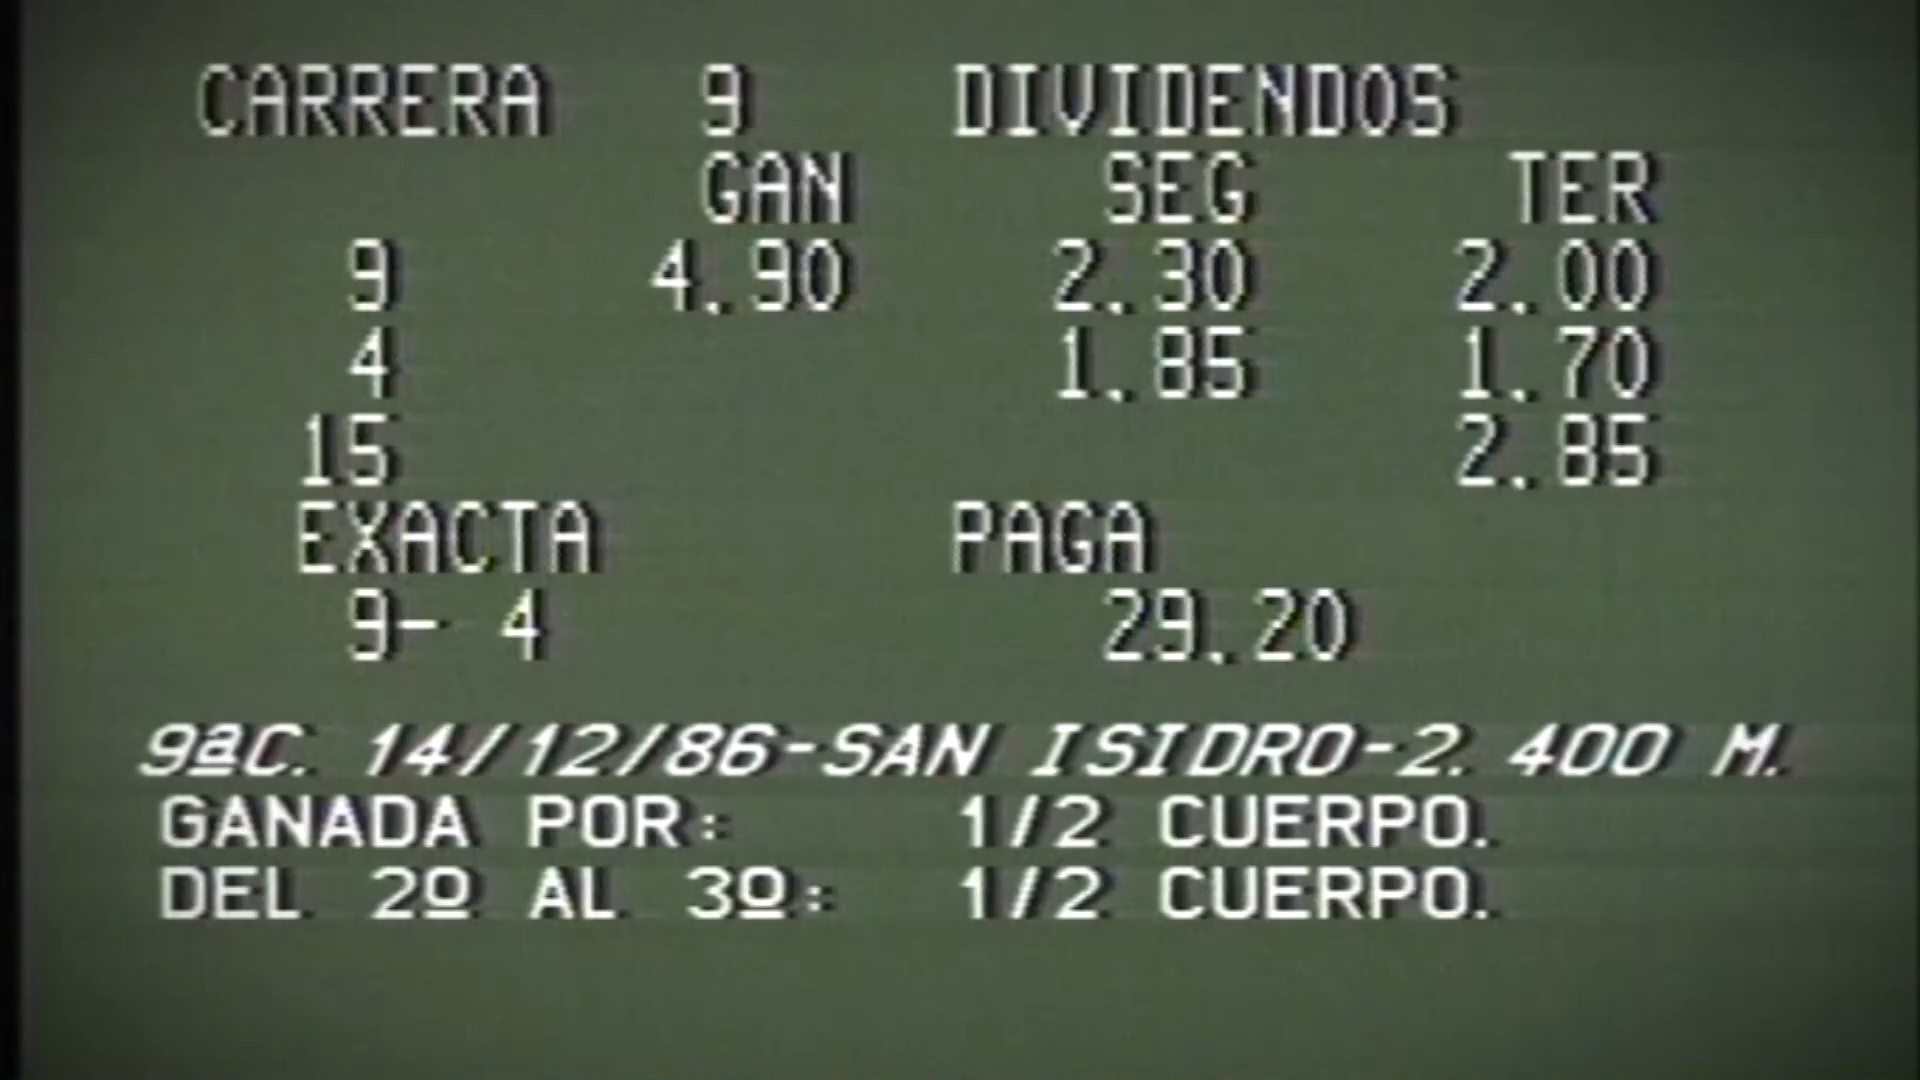 CARRERA 9 DIVIDENDOS
GAN SEG TER
9 4.90 2.30 2.00
4 1.85 1.70
15 2.85
EXACTA PAGA
9- 4 29.20
9ªC. 14/12/86-SAN ISIDRO-2.400 M.
GANADA POR: 1/2 CUERPO.
DEL 2º AL 3º: 1/2 CUERPO.